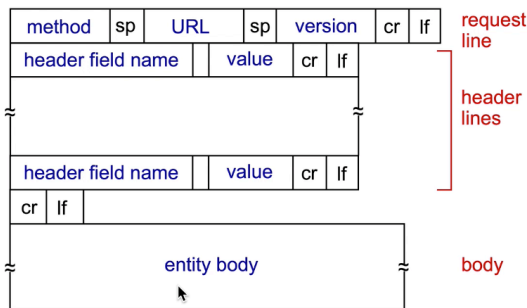 method sp URL sp version cr lf request line
header field name value cr lf
header lines
header field name value cr lf
cr lf
entity body body